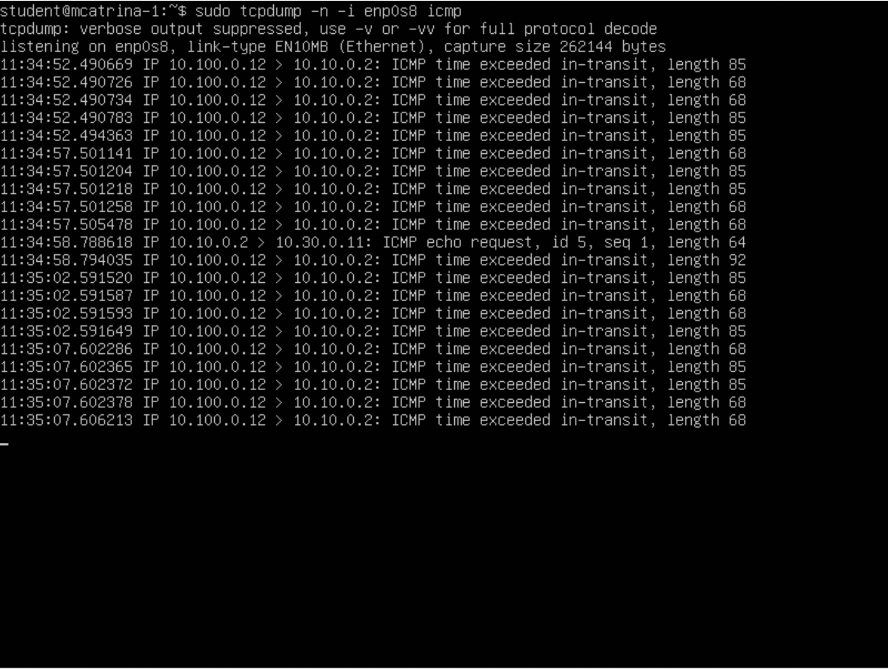 student@mcatrina-1:~$ sudo tcpdump -n -i enp0s8 icmp
tcpdump: verbose output suppressed, use -v or -vv for full protocol decode
listening on enp0s8, link-type EN10MB (Ethernet), capture size 262144 bytes
11:34:52.490669 IP 10.100.0.12 > 10.10.0.2: ICMP time exceeded in-transit, length 85
11:34:52.490726 IP 10.100.0.12 > 10.10.0.2: ICMP time exceeded in-transit, length 68
11:34:52.490734 IP 10.100.0.12 > 10.10.0.2: ICMP time exceeded in-transit, length 68
11:34:52.490783 IP 10.100.0.12 > 10.10.0.2: ICMP time exceeded in-transit, length 85
11:34:52.494363 IP 10.100.0.12 > 10.10.0.2: ICMP time exceeded in-transit, length 85
11:34:57.501141 IP 10.100.0.12 > 10.10.0.2: ICMP time exceeded in-transit, length 68
11:34:57.501204 IP 10.100.0.12 > 10.10.0.2: ICMP time exceeded in-transit, length 85
11:34:57.501218 IP 10.100.0.12 > 10.10.0.2: ICMP time exceeded in-transit, length 85
11:34:57.501258 IP 10.100.0.12 > 10.10.0.2: ICMP time exceeded in-transit, length 68
11:34:57.505478 IP 10.100.0.12 > 10.10.0.2: ICMP time exceeded in-transit, length 68
11:34:58.788618 IP 10.10.0.2 > 10.30.0.11: ICMP echo request, id 5, seq 1, length 64
11:34:58.794035 IP 10.100.0.12 > 10.10.0.2: ICMP time exceeded in-transit, length 92
11:35:02.591520 IP 10.100.0.12 > 10.10.0.2: ICMP time exceeded in-transit, length 85
11:35:02.591587 IP 10.100.0.12 > 10.10.0.2: ICMP time exceeded in-transit, length 68
11:35:02.591593 IP 10.100.0.12 > 10.10.0.2: ICMP time exceeded in-transit, length 68
11:35:02.591649 IP 10.100.0.12 > 10.10.0.2: ICMP time exceeded in-transit, length 85
11:35:07.602286 IP 10.100.0.12 > 10.10.0.2: ICMP time exceeded in-transit, length 68
11:35:07.602365 IP 10.100.0.12 > 10.10.0.2: ICMP time exceeded in-transit, length 85
11:35:07.602372 IP 10.100.0.12 > 10.10.0.2: ICMP time exceeded in-transit, length 85
11:35:07.602378 IP 10.100.0.12 > 10.10.0.2: ICMP time exceeded in-transit, length 68
11:35:07.606213 IP 10.100.0.12 > 10.10.0.2: ICMP time exceeded in-transit, length 68